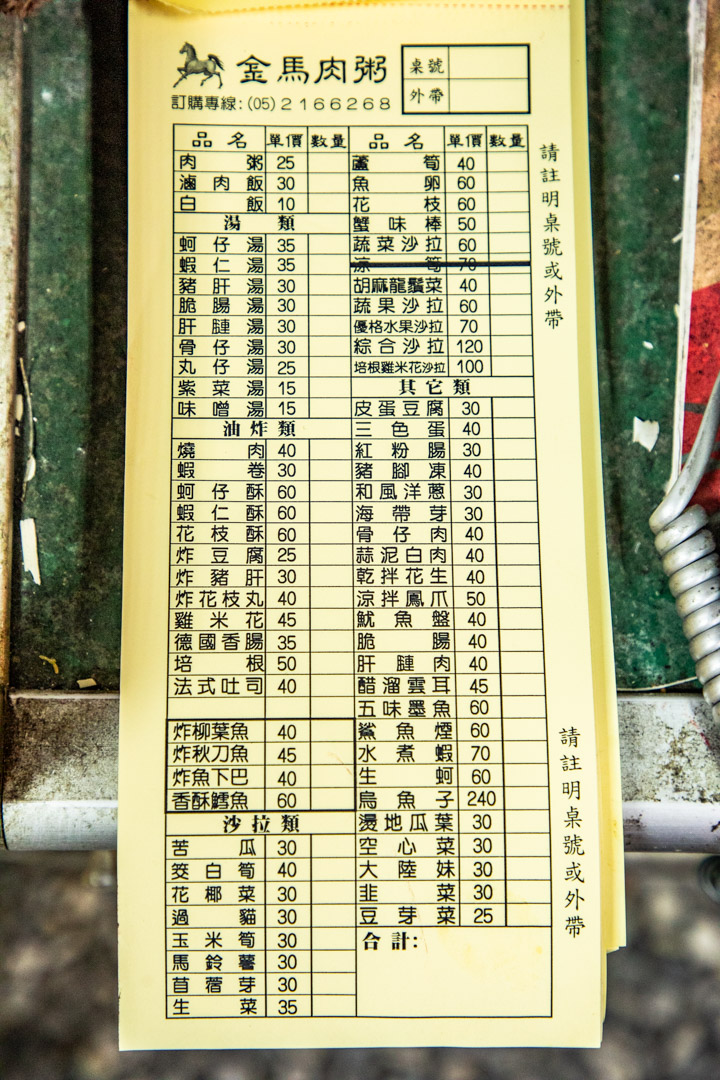 金馬肉粥
桌號
外帶
訂購專線:(05)2166268
品名 單價 數量
肉粥 25
滷肉飯 30
白飯 10
湯類
蚵仔湯 35
蝦仁湯 35
豬肝湯 30
脆腸湯 30
肝腱湯 30
骨仔湯 30
丸仔湯 25
紫菜湯 15
味噌湯 15
油炸類
燒肉 40
蝦卷 30
蚵仔酥 60
蝦仁酥 60
花枝酥 60
炸豆腐 25
炸豬肝 30
炸花枝丸 40
雞米花 45
德國香腸 35
培根 50
法式吐司 40
炸柳葉魚 40
炸秋刀魚 45
炸魚下巴 40
香酥鱈魚 60
沙拉類
苦瓜 30
茭白筍 40
花椰菜 30
過貓 30
玉米筍 30
馬鈴薯 30
苜蓿芽 30
生菜 35
品名 單價 數量
蘆筍 40
魚卵 60
花枝 60
蟹味棒 50
蔬菜沙拉 60
涼筍 70
胡麻龍鬚菜 40
蔬果沙拉 60
優格水果沙拉 70
綜合沙拉 120
培根雞米花沙拉 100
其它類
皮蛋豆腐 30
三色蛋 40
紅粉腸 30
豬腳凍 40
和風洋蔥 30
海帶芽 30
骨仔肉 40
蒜泥白肉 40
乾拌花生 40
涼拌鳳爪 50
魷魚盤 40
脆腸 40
肝腱肉 40
醋溜雲耳 45
五味墨魚 60
鯊魚煙 60
水煮蝦 70
生蚵 60
烏魚子 240
燙地瓜葉 30
空心菜 30
大陸妹 30
韭菜 30
豆芽菜 25
合計:
請註明桌號或外帶
請註明桌號或外帶